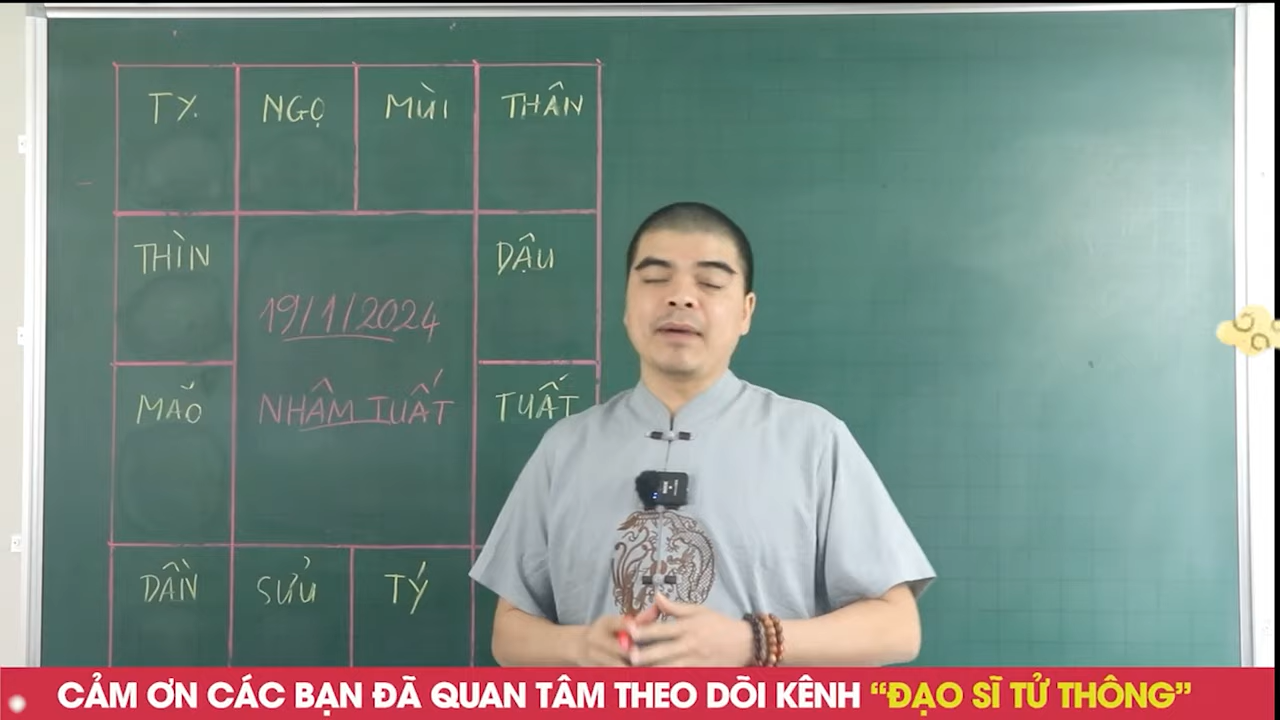 TỴ NGỌ MÙI THÂN
THÌN DẬU
19/1/2024
MÃO NHÂM TUẤT TUẤT
DẦN SỬU TÝ
CẢM ƠN CÁC BẠN ĐÃ QUAN TÂM THEO DÕI KÊNH “ĐẠO SĨ TỬ THÔNG”